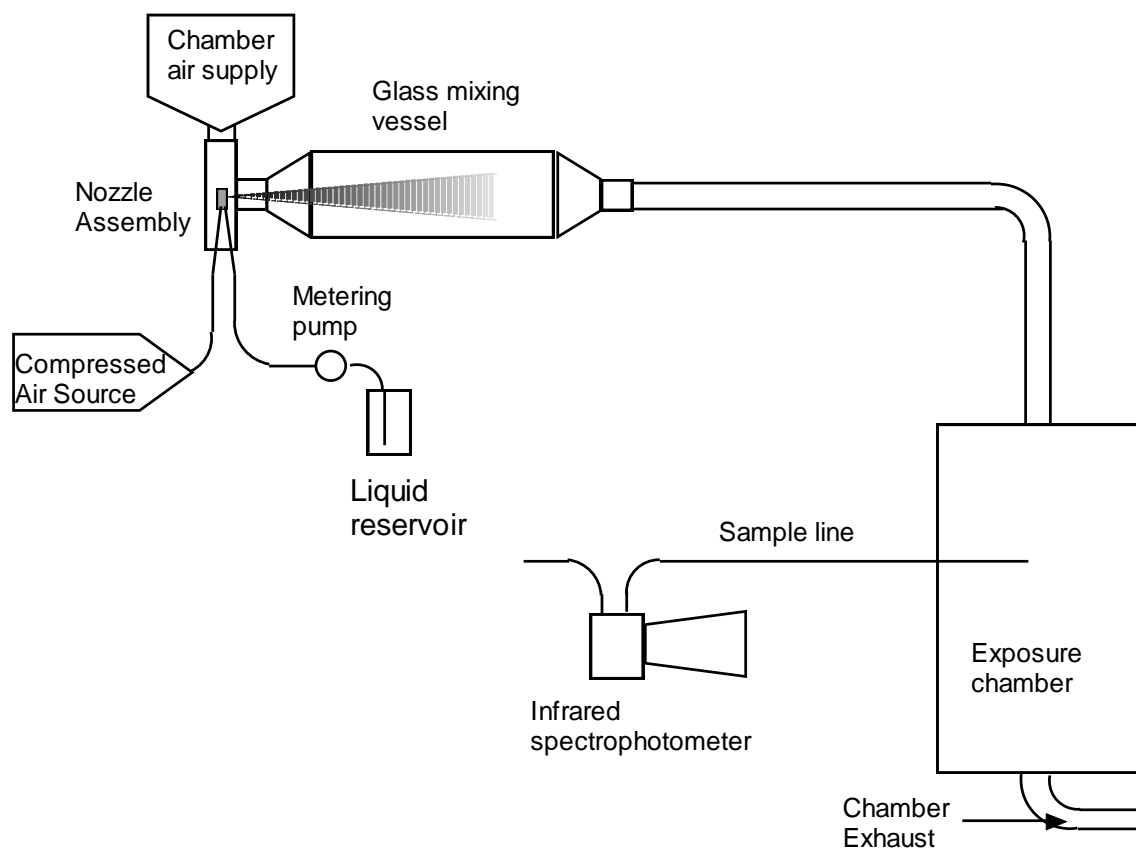 Chamber
air supply
Glass mixing
vessel
Nozzle
Assembly
Metering
pump
Compressed
Air Source
Liquid
reservoir
Sample line
Exposure
chamber
Infrared
spectrophotometer
Chamber
Exhaust